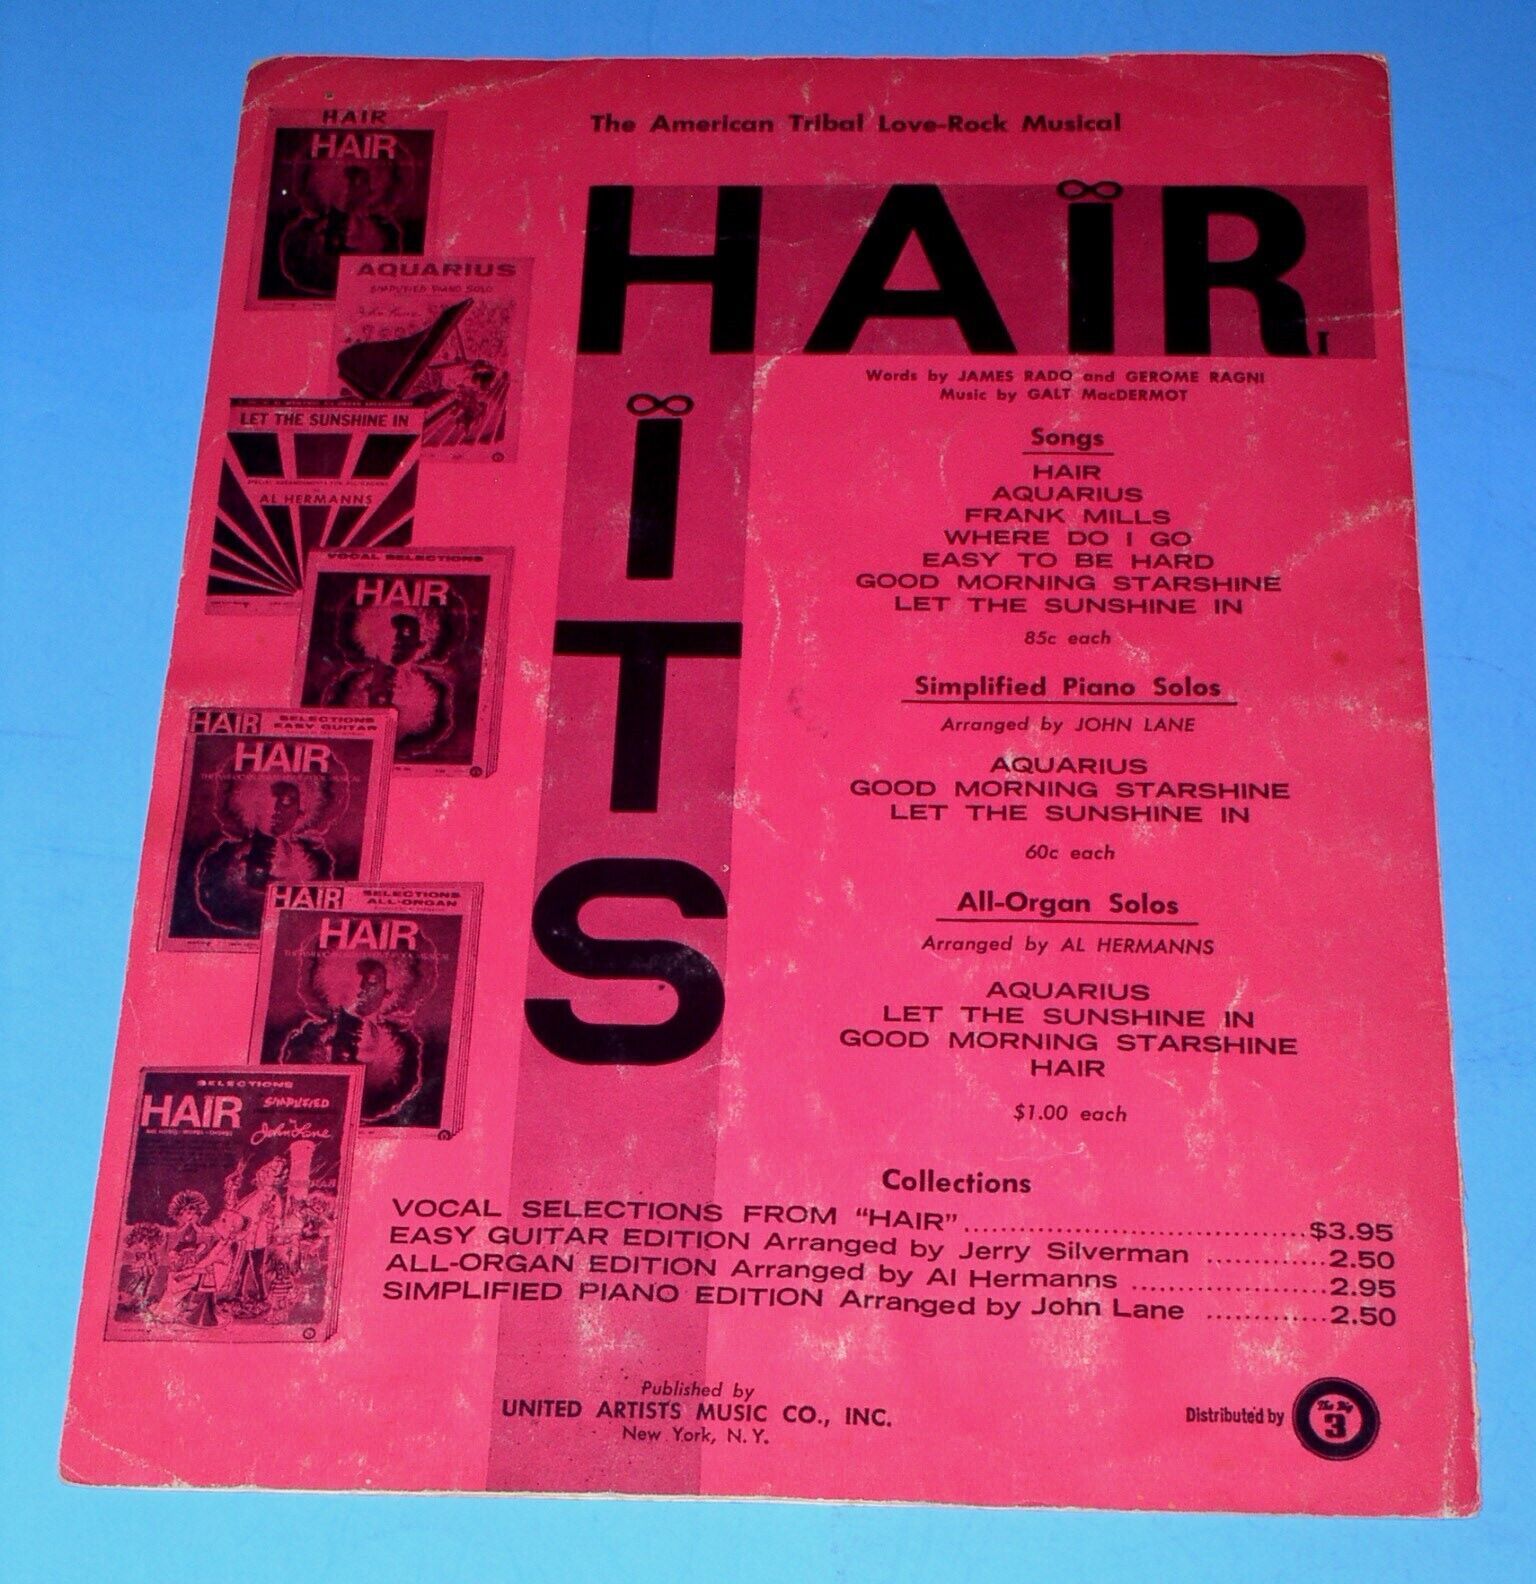 The American Tribal Love-Rock Musical
HAÏR
ÏTS
Words by JAMES RADO and GEROME RAGNI
Music by GALT MacDERMOT
Songs
HAIR
AQUARIUS
FRANK MILLS
WHERE DO I GO
EASY TO BE HARD
GOOD MORNING STARSHINE
LET THE SUNSHINE IN
85c each
Simplified Piano Solos
Arranged by JOHN LANE
AQUARIUS
GOOD MORNING STARSHINE
LET THE SUNSHINE IN
60c each
All-Organ Solos
Arranged by AL HERMANNS
AQUARIUS
LET THE SUNSHINE IN
GOOD MORNING STARSHINE
HAIR
$1.00 each
Collections
VOCAL SELECTIONS FROM “HAIR”..................................$3.95
EASY GUITAR EDITION Arranged by Jerry Silverman .............2.50
ALL-ORGAN EDITION Arranged by Al Hermanns .....................2.95
SIMPLIFIED PIANO EDITION Arranged by John Lane .............2.50
Published by
UNITED ARTISTS MUSIC CO., INC.
New York, N. Y.
Distributed by The Big 3
HAIR
HAIR
AQUARIUS
SIMPLIFIED PIANO SOLO
LET THE SUNSHINE IN
AL HERMANNS
VOCAL SELECTIONS
HAIR
HAIR SELECTIONS
EASY GUITAR
HAIR
HAIR SELECTIONS
ALL-ORGAN
HAIR
SELECTIONS
HAIR SIMPLIFIED
John Lane